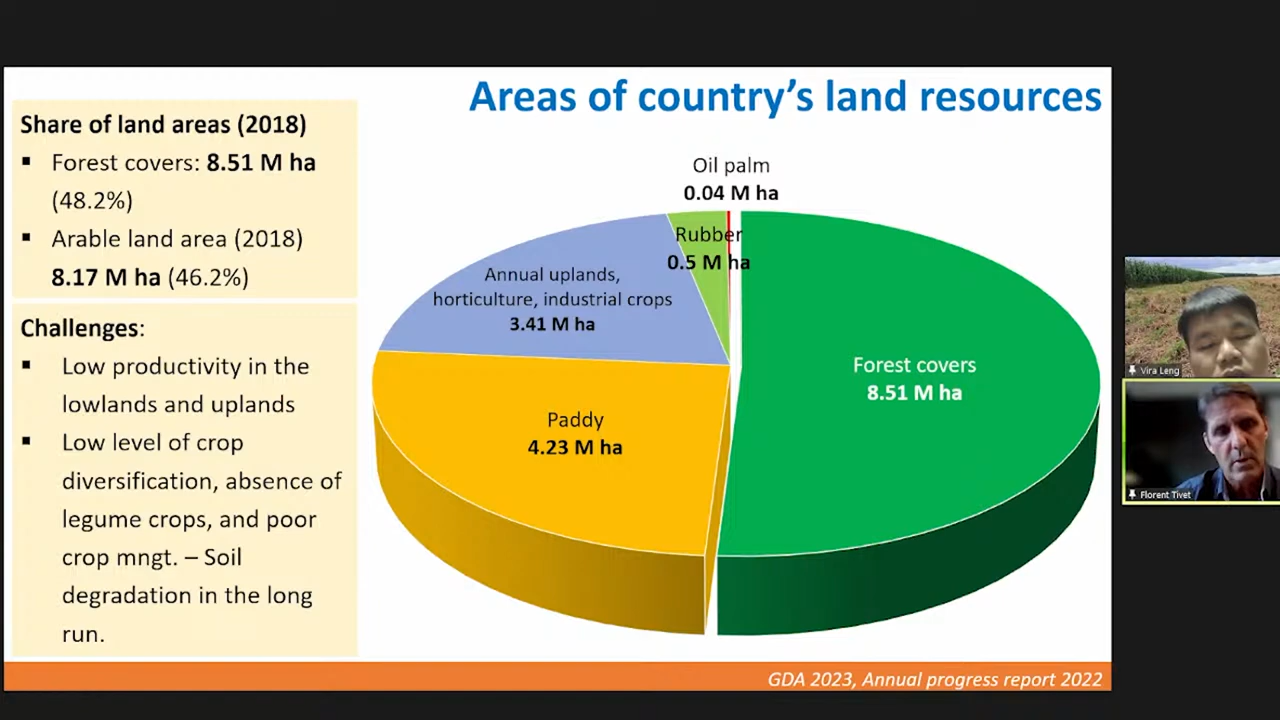 Areas of country's land resources
Share of land areas (2018)
▪ Forest covers: 8.51 M ha
(48.2%)
▪ Arable land area (2018)
8.17 M ha (46.2%)
Challenges:
▪ Low productivity in the
lowlands and uplands
▪ Low level of crop
diversification, absence of
legume crops, and poor
crop mngt. – Soil
degradation in the long
run.
Oil palm
0.04 M ha
Rubber
0.5 M ha
Annual uplands,
horticulture, industrial crops
3.41 M ha
Forest covers
8.51 M ha
Paddy
4.23 M ha
Vira Leng
Florent Tivet
GDA 2023, Annual progress report 2022